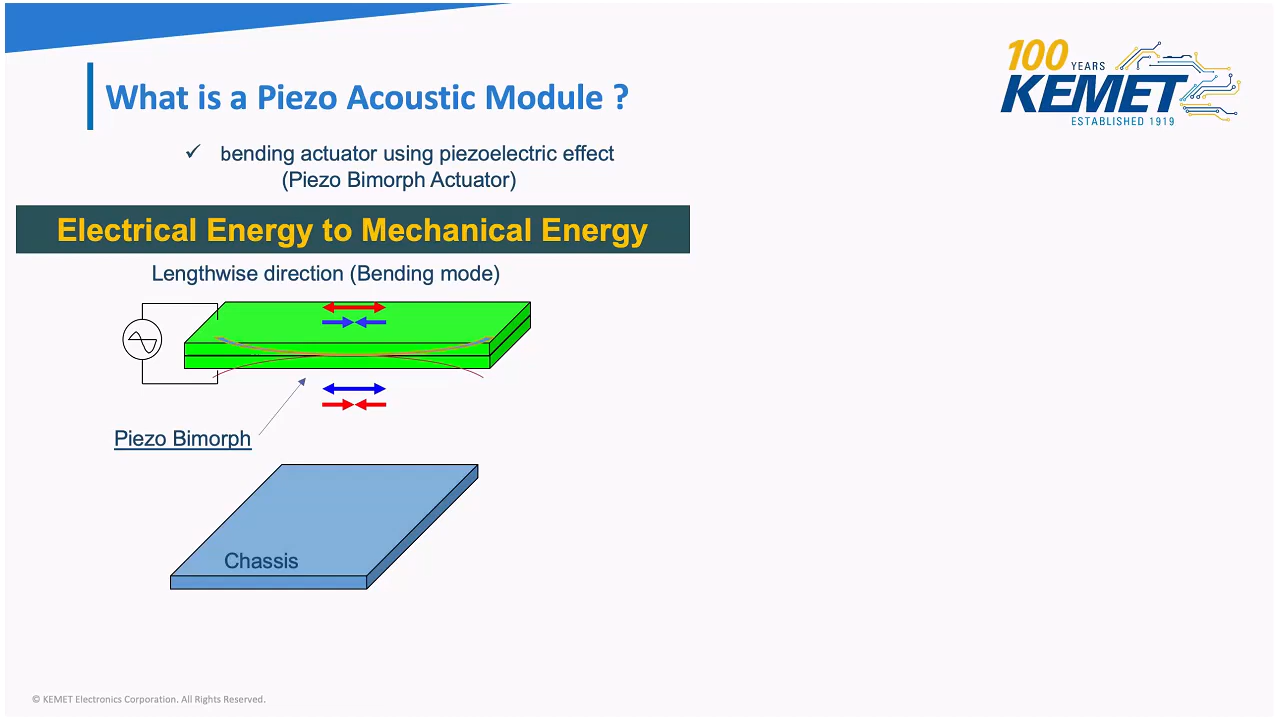 What is a Piezo Acoustic Module ?
100 YEARS
KEMET
ESTABLISHED 1919
✓ bending actuator using piezoelectric effect
(Piezo Bimorph Actuator)
Electrical Energy to Mechanical Energy
Lengthwise direction (Bending mode)
Piezo Bimorph
Chassis
© KEMET Electronics Corporation. All Rights Reserved.